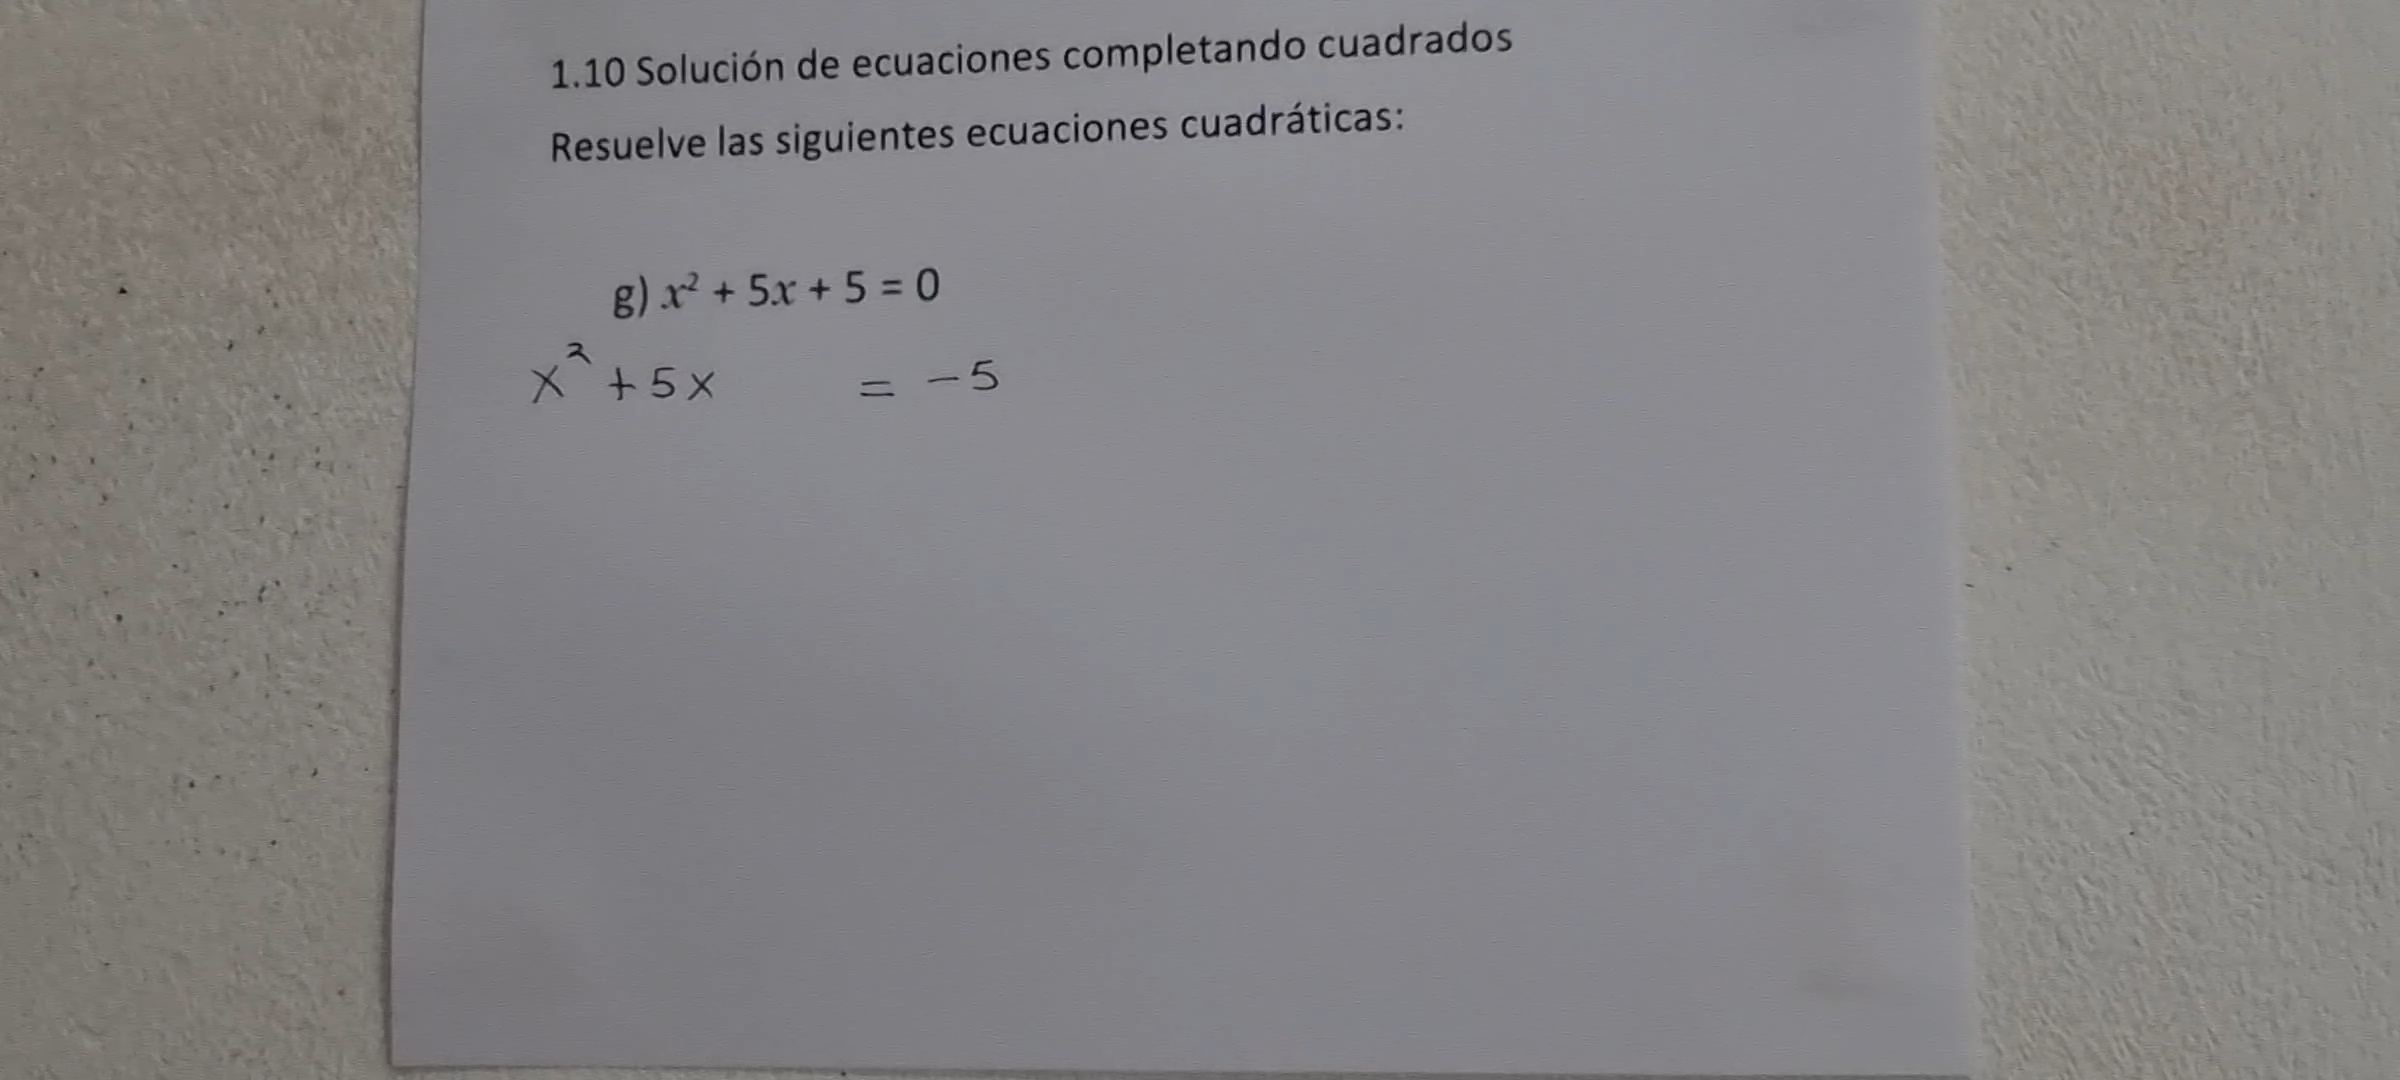 1.10 Solución de ecuaciones completando cuadrados
Resuelve las siguientes ecuaciones cuadráticas:
g) x² + 5x + 5 = 0
x² + 5x = -5